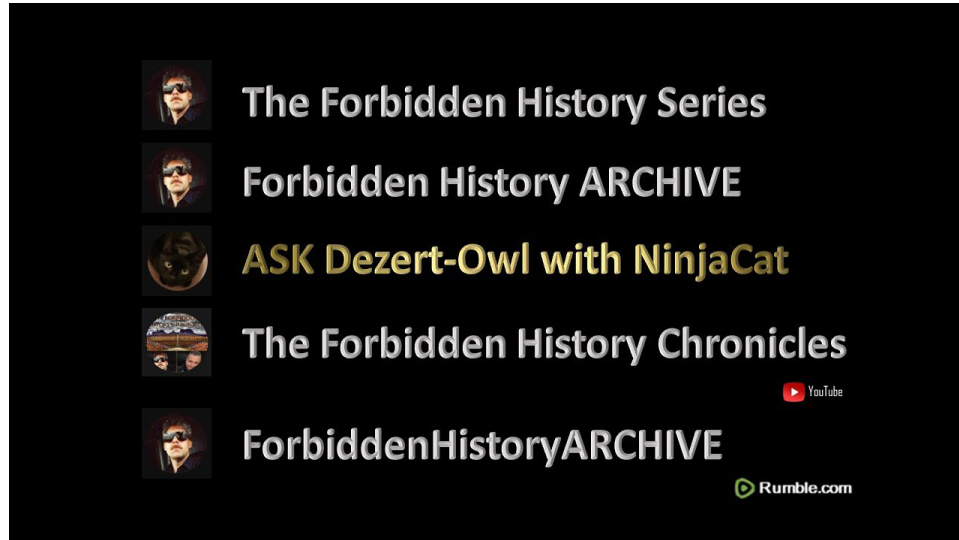 The Forbidden History Series
Forbidden History ARCHIVE
ASK Dezert-Owl with NinjaCat
The Forbidden History Chronicles
YouTube
ForbiddenHistoryARCHIVE
Rumble.com